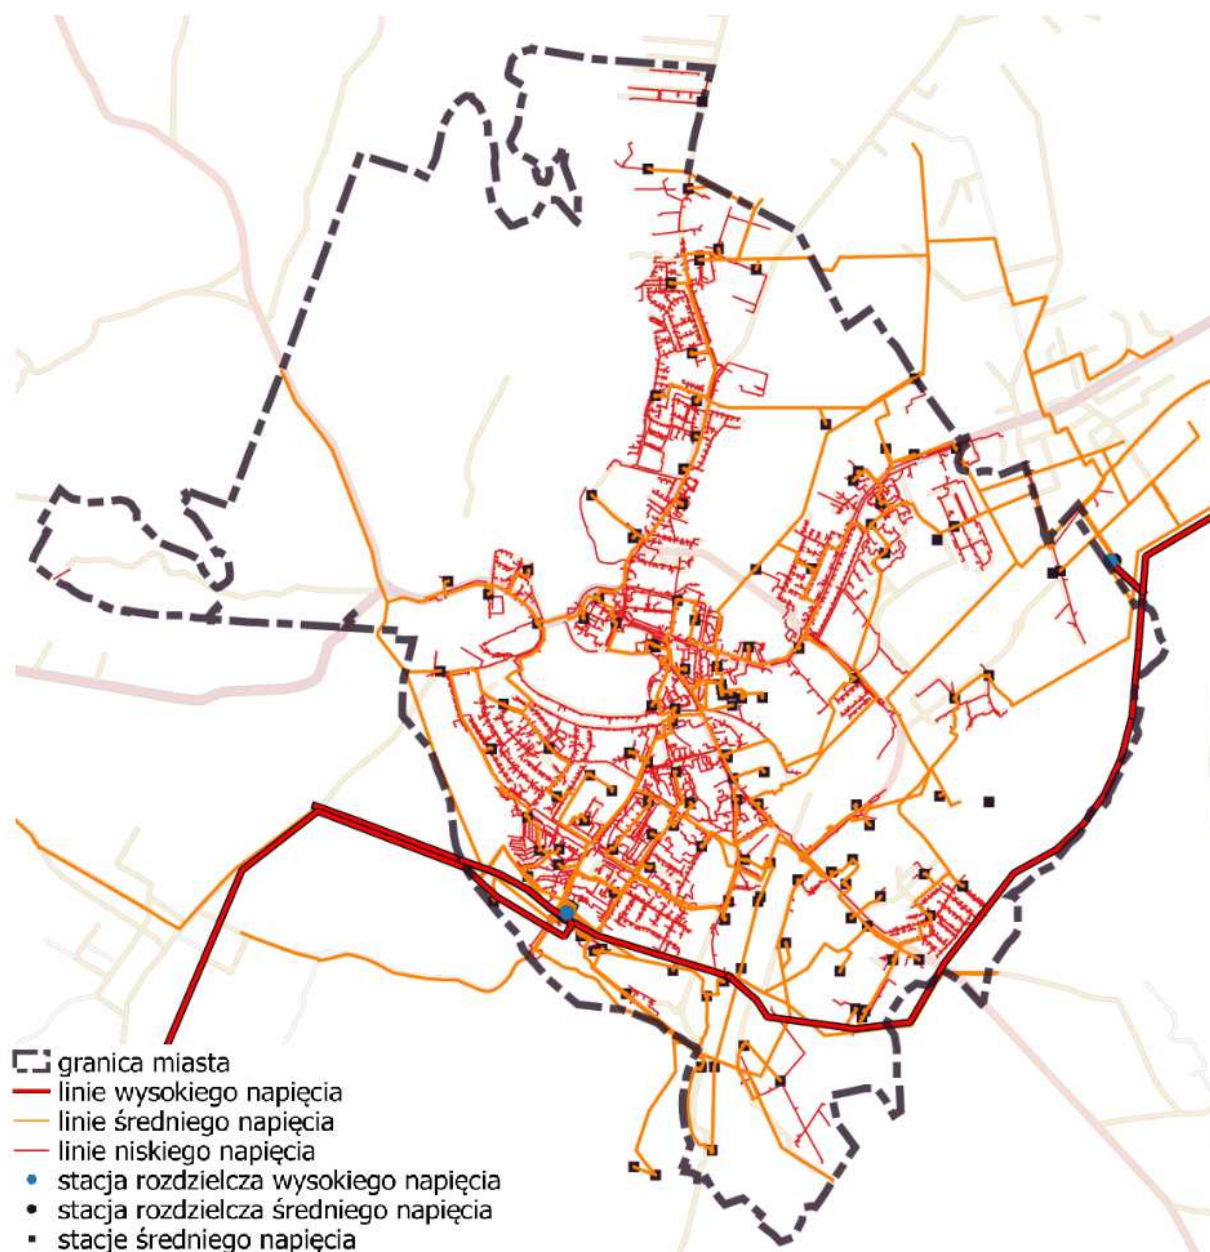 granica miasta
linie wysokiego napięcia
linie średniego napięcia
linie niskiego napięcia
stacja rozdzielcza wysokiego napięcia
stacja rozdzielcza średniego napięcia
stacje średniego napięcia